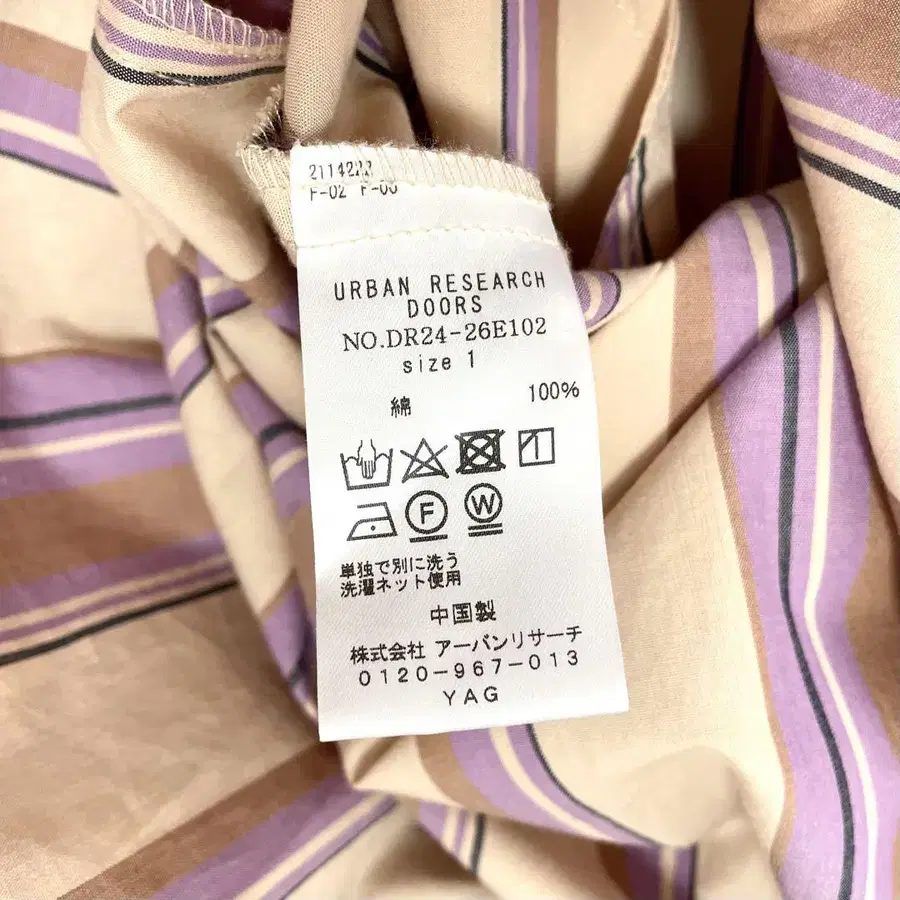 F-02 F-00
URBAN RESEARCH
DOORS
NO.DR24-26E102
size 1
綿 100%
F W
単独で別に洗う
洗濯ネット使用
中国製
株式会社 アーバンリサーチ
0120-967-013
YAG